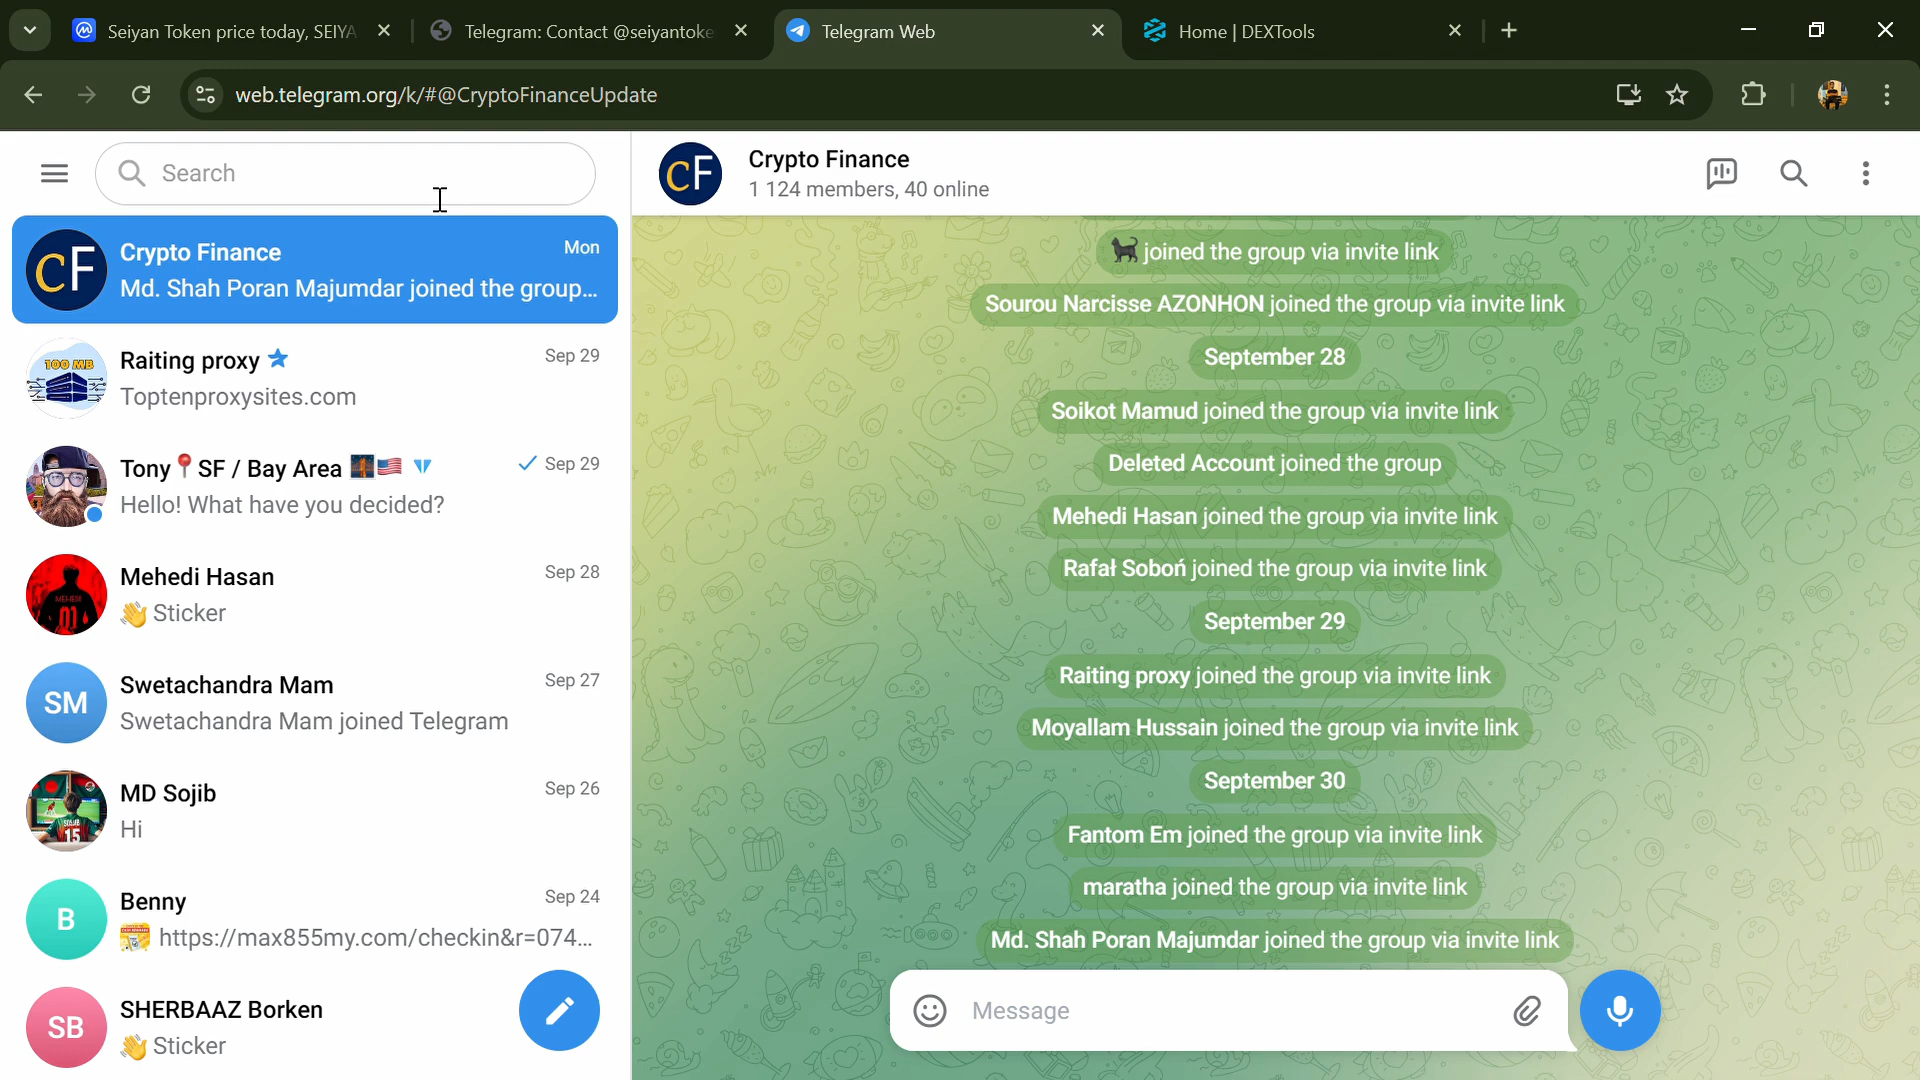 Seiyan Token price today, SEIYA
Telegram: Contact @seiyantoke
Telegram Web
Home | DEXTools
web.telegram.org/k/#@CryptoFinanceUpdate
Search
CF
Crypto Finance
Mon
Md. Shah Poran Majumdar joined the group...
100 MB
Raiting proxy
Sep 29
Toptenproxysites.com
Tony📍SF / Bay Area 🌉🇺🇸
Sep 29
Hello! What have you decided?
Mehedi Hasan
Sep 28
👋 Sticker
SM
Swetachandra Mam
Sep 27
Swetachandra Mam joined Telegram
MD Sojib
Sep 26
15
Hi
B
Benny
Sep 24
https://max855my.com/checkin&r=074...
SB
SHERBAAZ Borken
👋 Sticker
CF
Crypto Finance
1 124 members, 40 online
🐈‍⬛ joined the group via invite link
Sourou Narcisse AZONHON joined the group via invite link
September 28
Soikot Mamud joined the group via invite link
Deleted Account joined the group
Mehedi Hasan joined the group via invite link
Rafał Soboń joined the group via invite link
September 29
Raiting proxy joined the group via invite link
Moyallam Hussain joined the group via invite link
September 30
Fantom Em joined the group via invite link
maratha joined the group via invite link
Md. Shah Poran Majumdar joined the group via invite link
Message